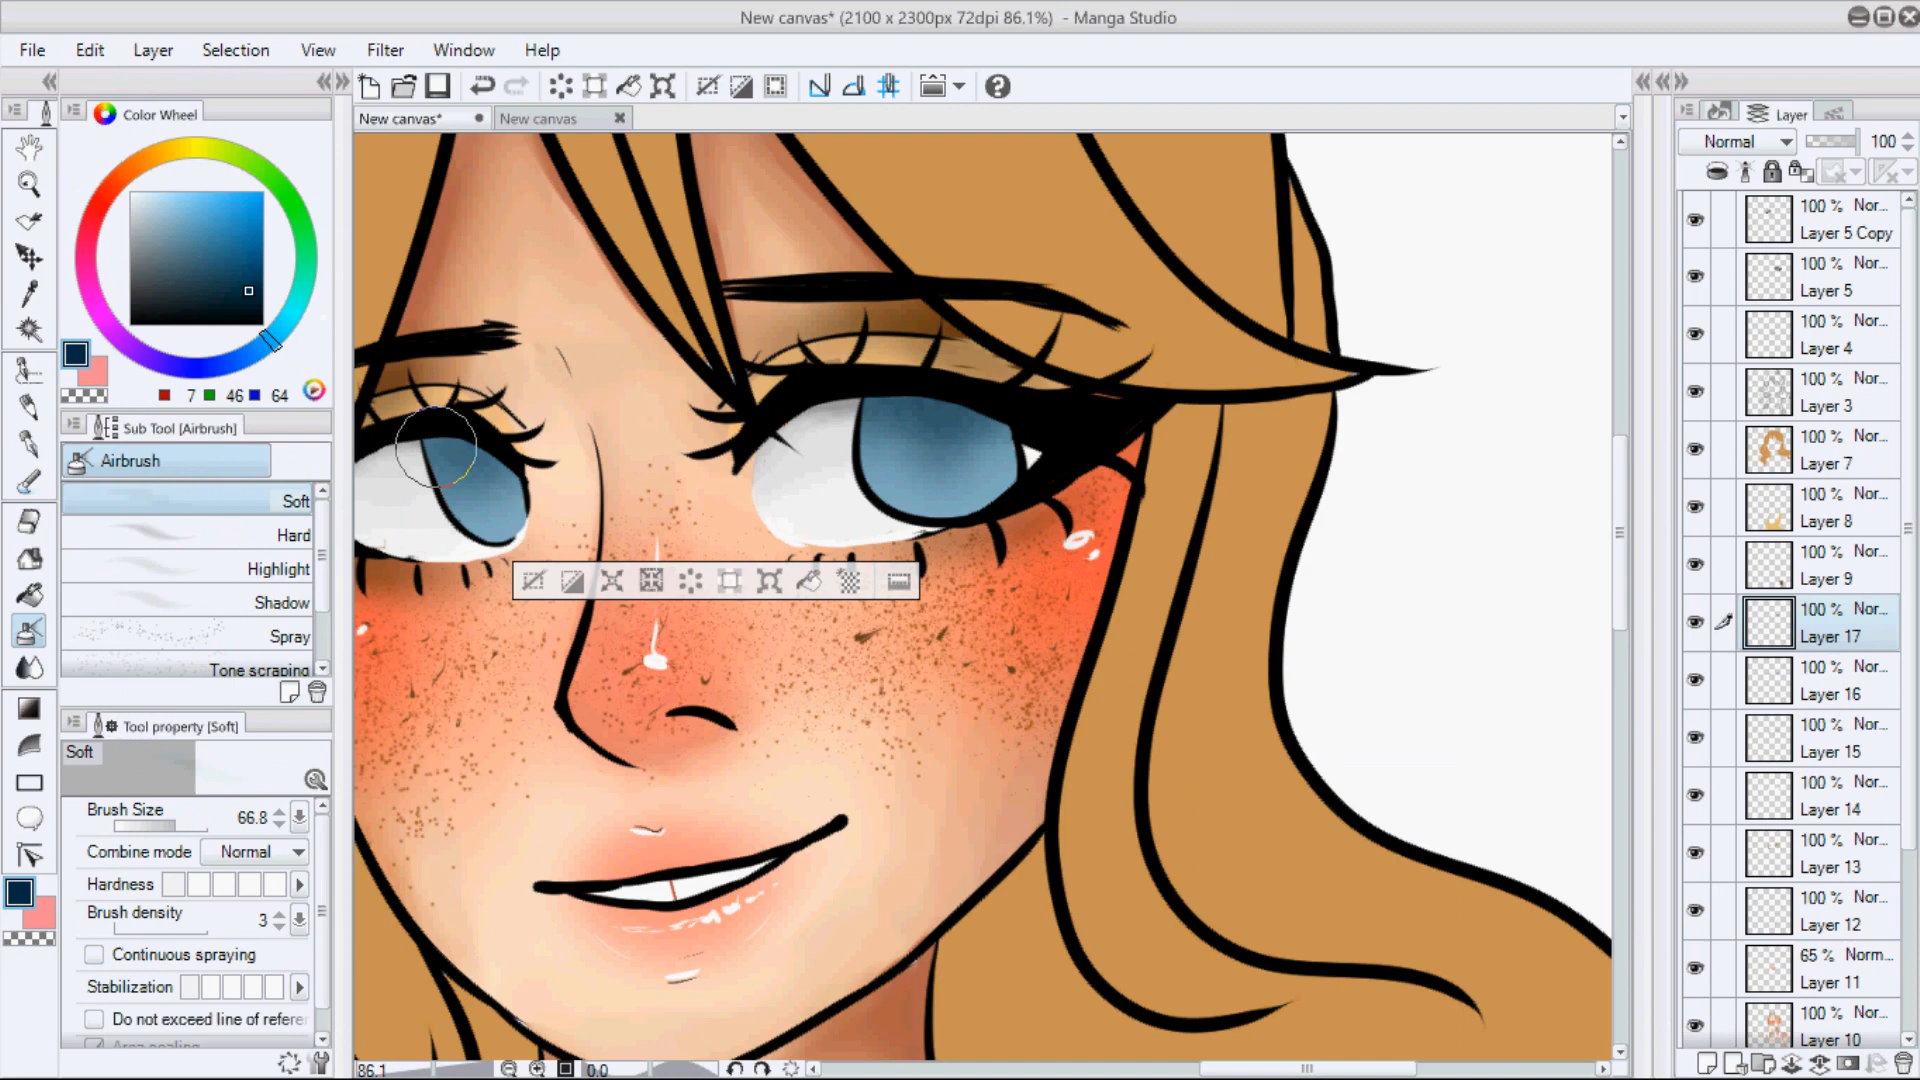 New canvas* (2100 x 2300px 72dpi 86.1%)  - Manga Studio
File Edit Layer Selection View Filter Window Help
Color Wheel
New canvas* New canvas
Layer
Normal 100
7 46 64
Sub Tool [Airbrush]
Airbrush
Soft
Hard
Highlight
Shadow
Spray
Tone scraping
Tool property [Soft]
Soft
Brush Size 66.8
Combine mode Normal
Hardness
Brush density 3
Continuous spraying
Stabilization
Do not exceed line of referer
86.1 0.0
100 % Nor...
Layer 5 Copy
100 % Nor...
Layer 5
100 % Nor...
Layer 4
100 % Nor...
Layer 3
100 % Nor...
Layer 7
100 % Nor...
Layer 8
100 % Nor...
Layer 9
100 % Nor...
Layer 17
100 % Nor...
Layer 16
100 % Nor...
Layer 15
100 % Nor...
Layer 14
100 % Nor...
Layer 13
100 % Nor...
Layer 12
65 % Norm...
Layer 11
100 % Nor...
Layer 10